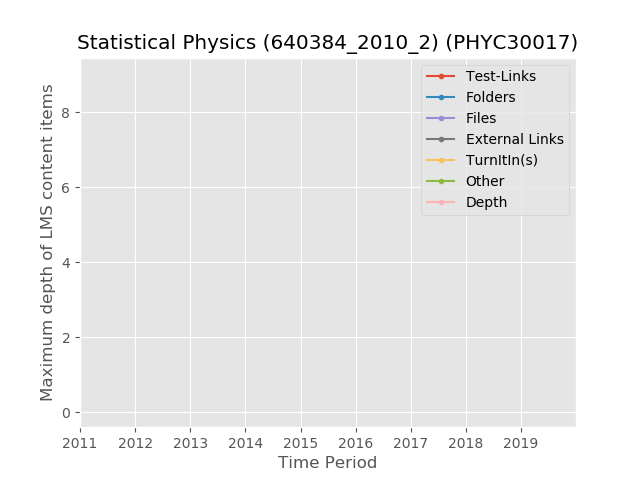 Statistical Physics (640384_2010_2) (PHYC30017)
Test-Links
Folders
Files
External Links
TurnItIn(s)
Other
Depth
Maximum depth of LMS content items
8
6
4
2
0
2011 2012 2013 2014 2015 2016 2017 2018 2019
Time Period